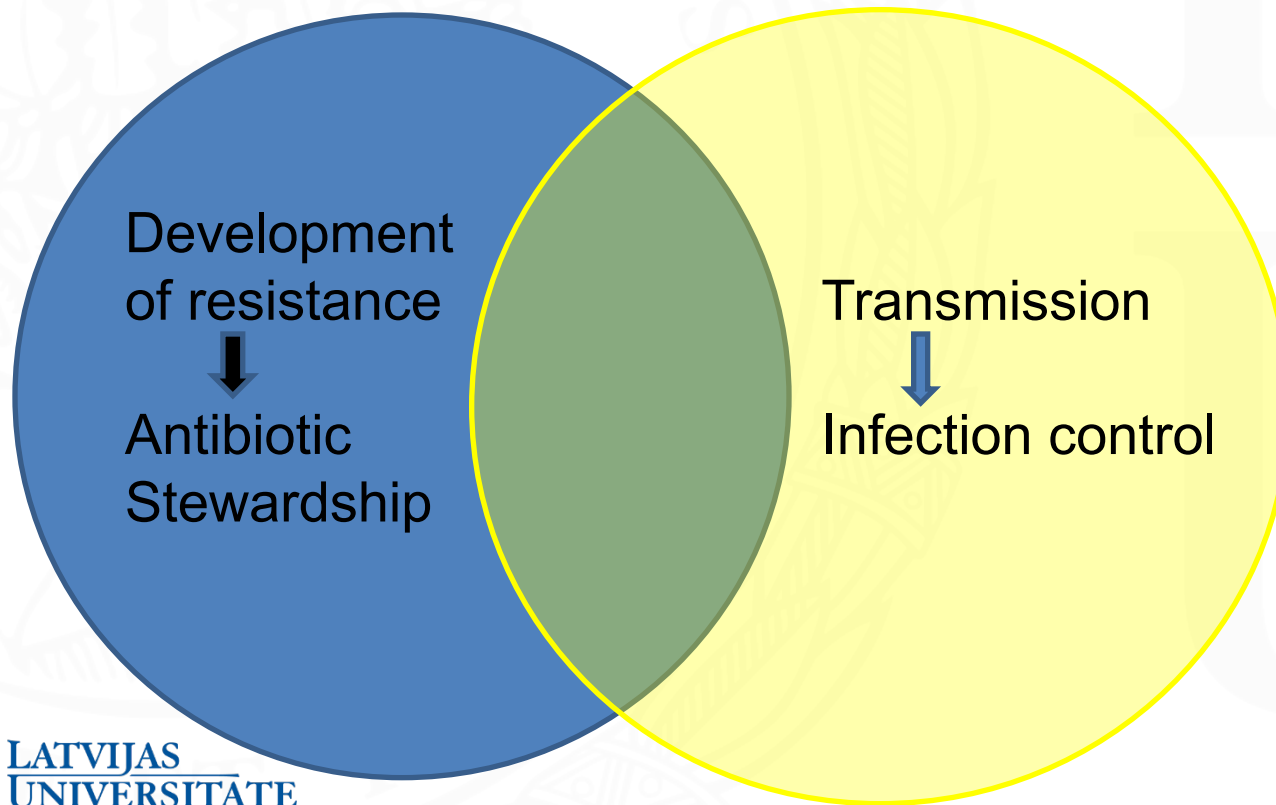 Development
of resistance
Antibiotic
Stewardship
Transmission
Infection control
LATVIJAS
UNIVERSITĀTE